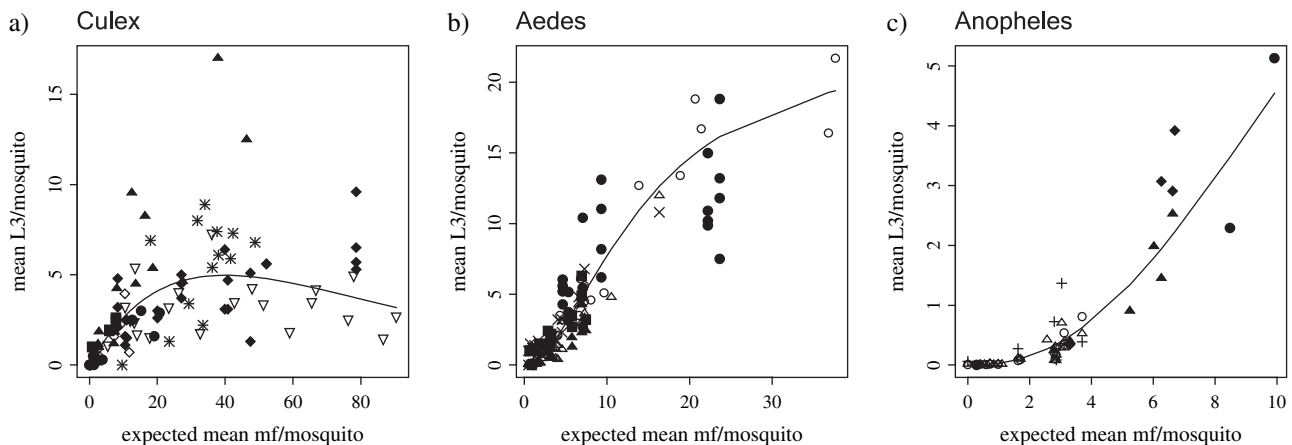 a) Culex
mean L3/mosquito
0 5 10 15
0 20 40 60 80
expected mean mf/mosquito
b) Aedes
mean L3/mosquito
0 5 10 15 20
0 10 20 30
expected mean mf/mosquito
c) Anopheles
mean L3/mosquito
0 1 2 3 4 5
0 2 4 6 8 10
expected mean mf/mosquito